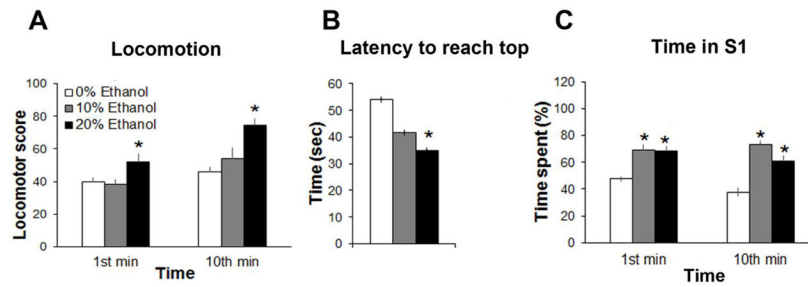 A
Locomotion
100
80
60
40
20
0
Locomotor score
0% Ethanol
10% Ethanol
20% Ethanol
*
*
1st min
10th min
Time
B
Latency to reach top
60
50
40
30
20
10
0
Time (sec)
*
C
Time in S1
120
100
80
60
40
20
0
Time spent (%)
* *
* *
1st min
10th min
Time